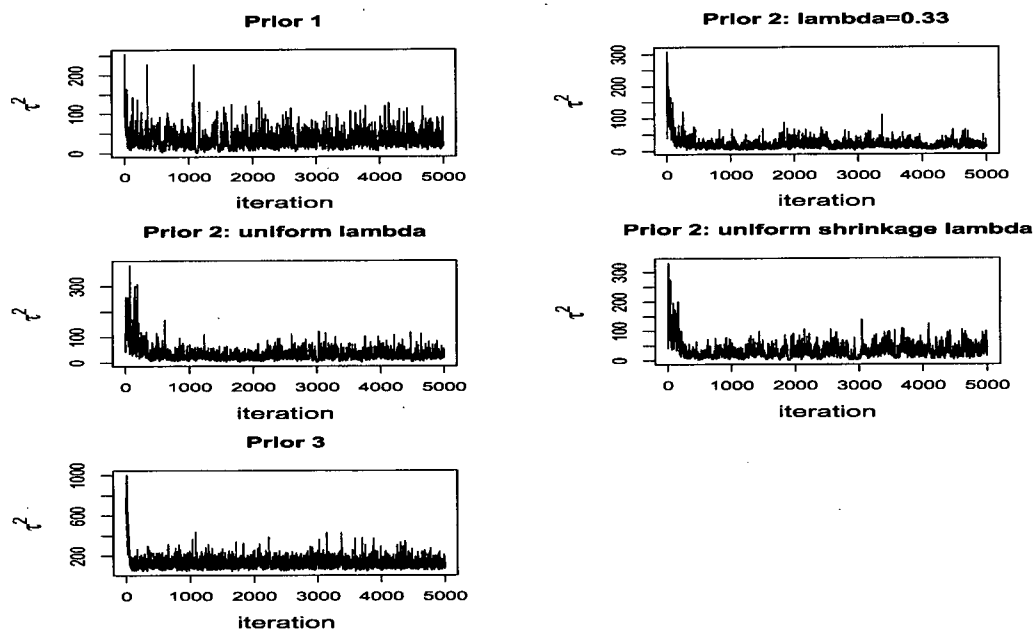 Prior 1
τ²
0 100 200
0 1000 2000 3000 4000 5000
iteration
Prior 2: lambda=0.33
τ²
0 100 200 300
0 1000 2000 3000 4000 5000
iteration
Prior 2: uniform lambda
τ²
0 100 300
0 1000 2000 3000 4000 5000
iteration
Prior 2: uniform shrinkage lambda
τ²
0 100 200 300
0 1000 2000 3000 4000 5000
iteration
Prior 3
τ²
200 600 1000
0 1000 2000 3000 4000 5000
iteration